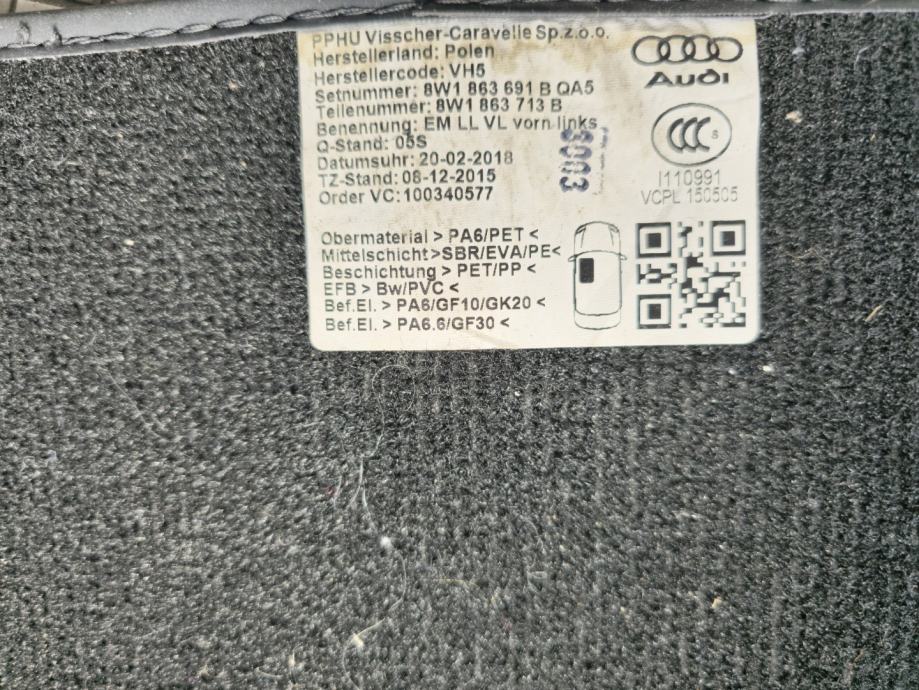 PPHU Visscher-Caravelle Sp.z.o.o.
Herstellerland: Polen
Herstellercode: VH5
Setnummer: 8W1 863 691 B QA5
Teilenummer: 8W1 863 713 B
Benennung: EM LL VL vorn links
Q-Stand: 05S
Datumsuhr: 20-02-2018
TZ-Stand: 08-12-2015
Order VC:100340577
Audi
CCC S
I110991
VCPL 150505
Obermaterial > PA6/PET <
Mittelschicht >SBR/EVA/PE<
Beschichtung > PET/PP <
EFB > Bw/PVC <
Bef.El. > PA6/GF10/GK20 <
Bef.El. > PA6.6/GF30 <